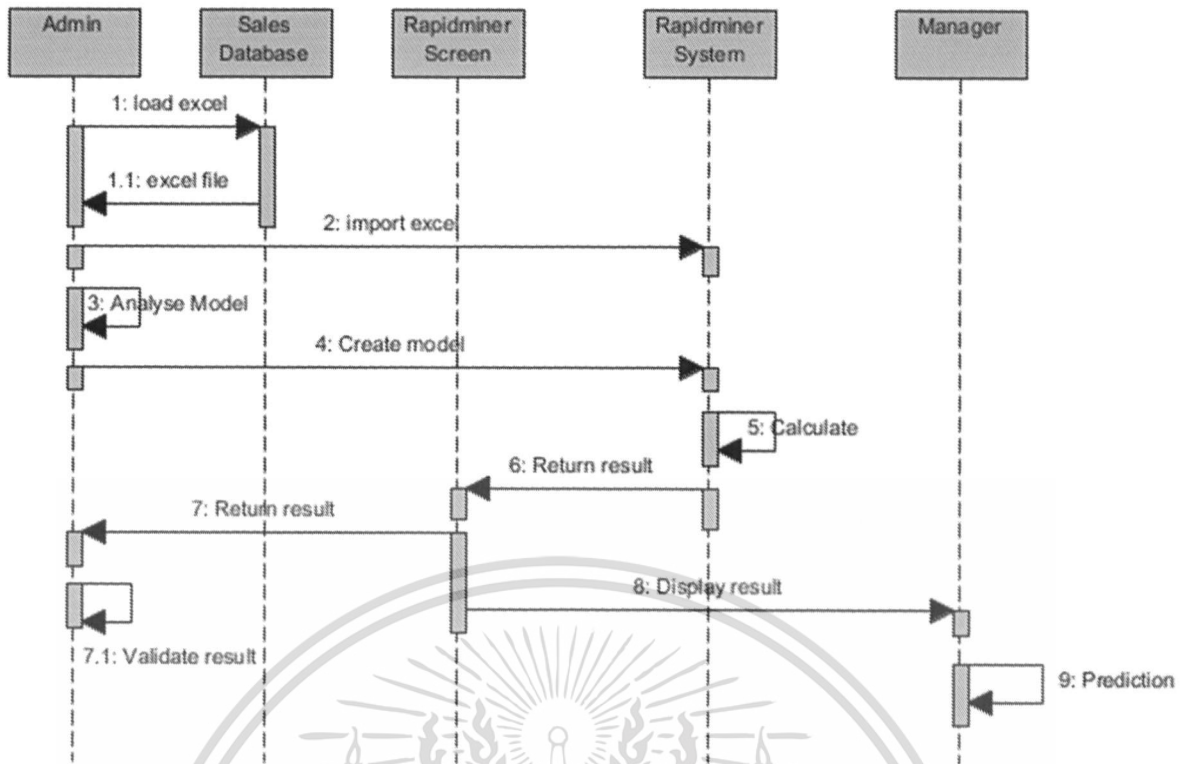 Admin
Sales
Database
Rapidminer
Screen
Rapidminer
System
Manager
1: load excel
1.1: excel file
2: import excel
3: Analyse Model
4: Create model
5: Calculate
6: Return result
7: Return result
8: Display result
7.1: Validate result
9: Prediction